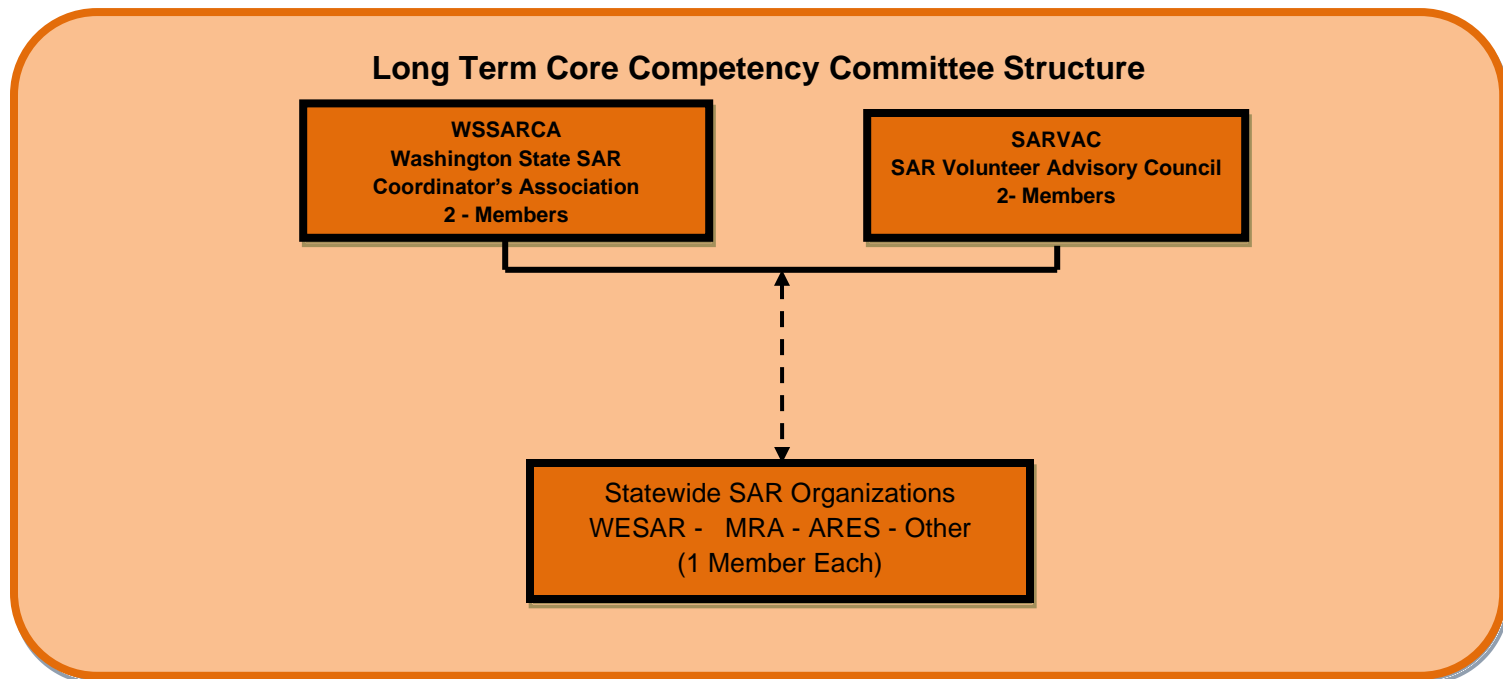 Long Term Core Competency Committee Structure
WSSARCA
Washington State SAR
Coordinator’s Association
2 - Members
SARVAC
SAR Volunteer Advisory Council
2- Members
Statewide SAR Organizations
WESAR -   MRA - ARES - Other
(1 Member Each)